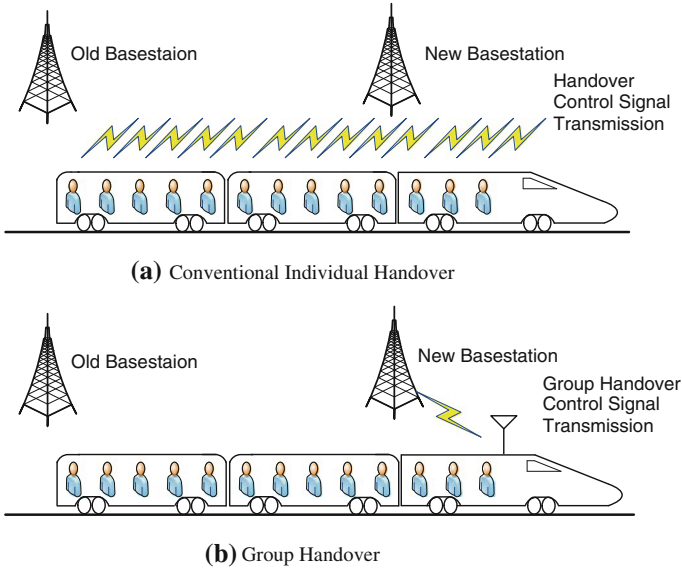 Old Basestaion
New Basestation
Handover
Control Signal
Transmission
(a) Conventional Individual Handover
Old Basestaion
New Basestation
Group Handover
Control Signal
Transmission
(b) Group Handover